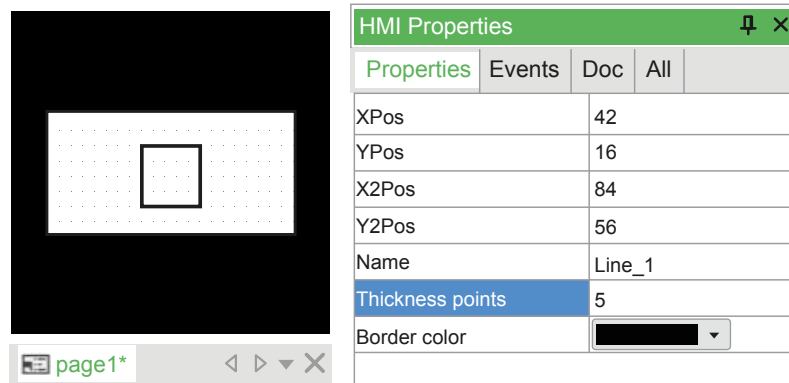 HMI Properties
Properties Events Doc All
XPos 42
YPos 16
X2Pos 84
Y2Pos 56
Name Line_1
Thickness points 5
Border color
page1*